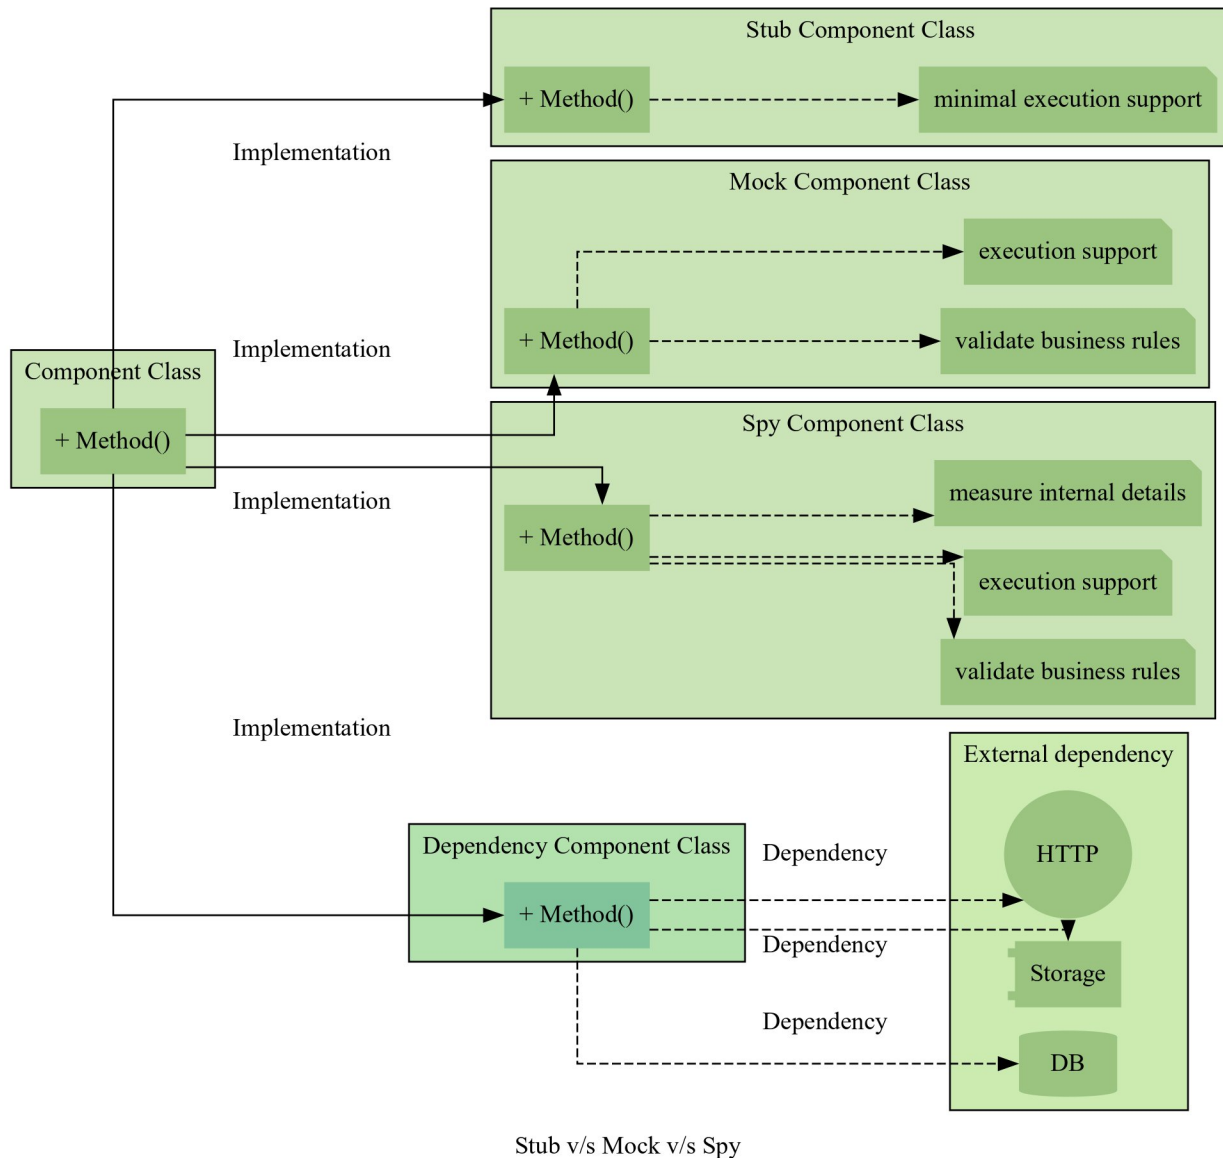 Stub Component Class
+ Method()
minimal execution support
Implementation
Mock Component Class
execution support
+ Method()
validate business rules
Implementation
Component Class
+ Method()
Spy Component Class
measure internal details
Implementation
+ Method()
execution support
validate business rules
Implementation
External dependency
Dependency Component Class
Dependency
HTTP
+ Method()
Dependency
Storage
Dependency
DB
Stub v/s Mock v/s Spy